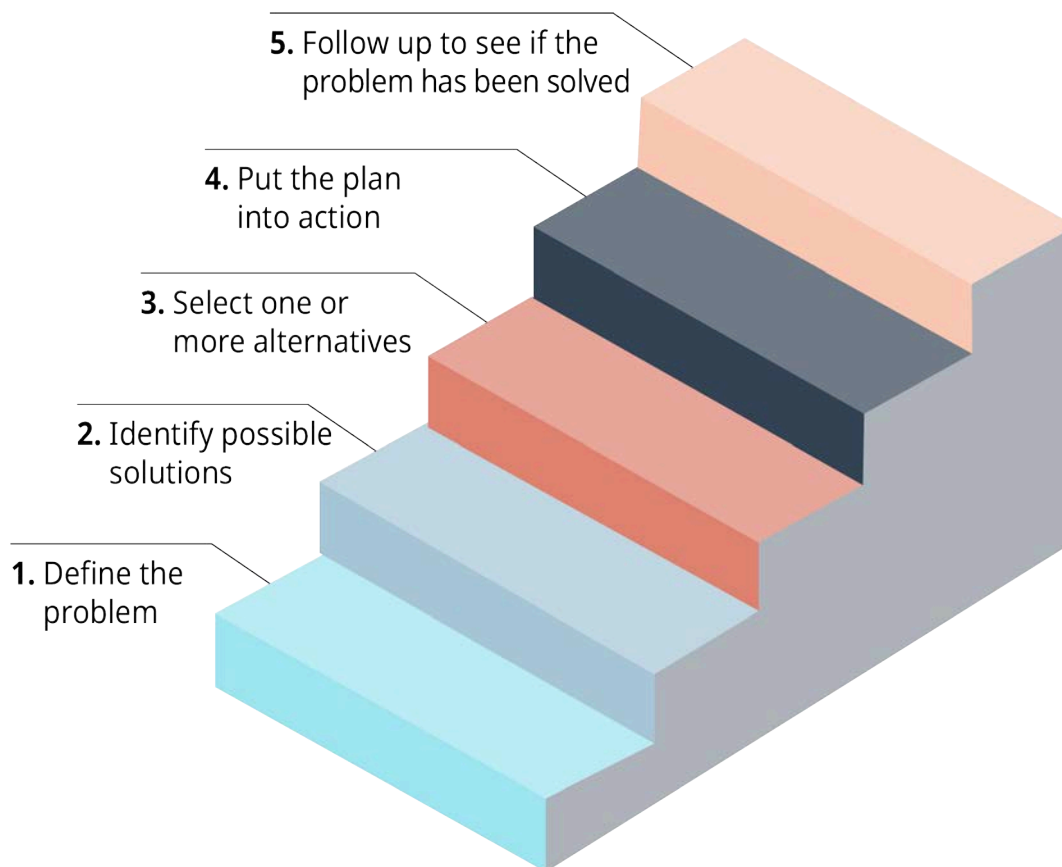 5. Follow up to see if the
problem has been solved
4. Put the plan
into action
3. Select one or
more alternatives
2. Identify possible
solutions
1. Define the
problem